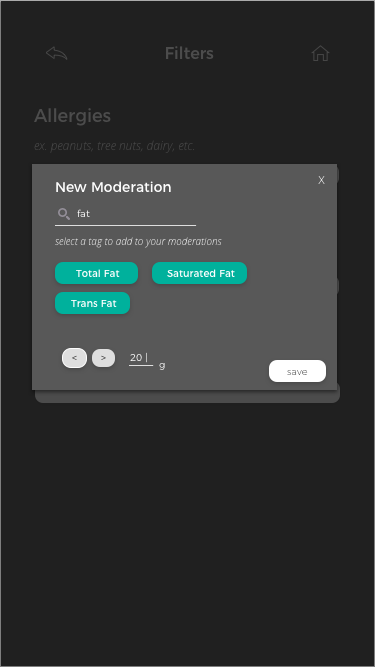 Filters
Allergies
ex. peanuts, tree nuts, dairy, etc.
New Moderation
X
fat
select a tag to add to your moderations
Total Fat
Saturated Fat
Trans Fat
< > 20 | g
save